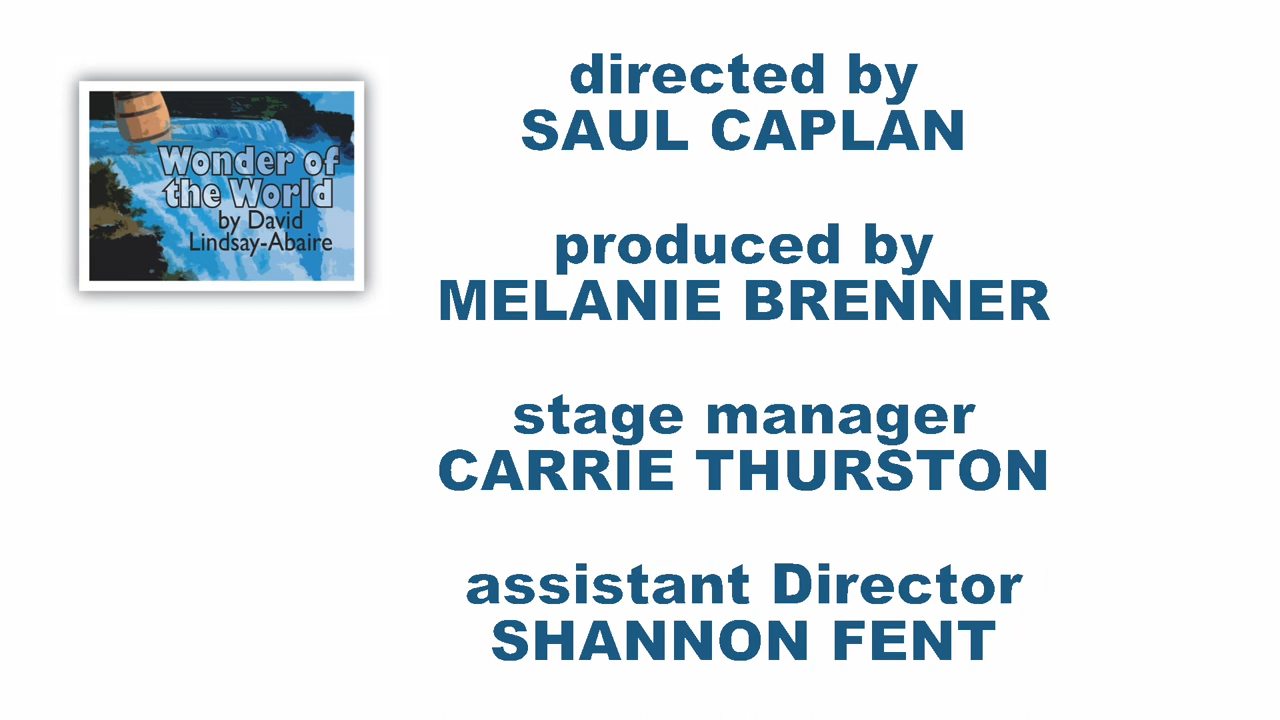 Wonder of
the World
by David
Lindsay-Abaire
directed by
SAUL CAPLAN
produced by
MELANIE BRENNER
stage manager
CARRIE THURSTON
assistant Director
SHANNON FENT